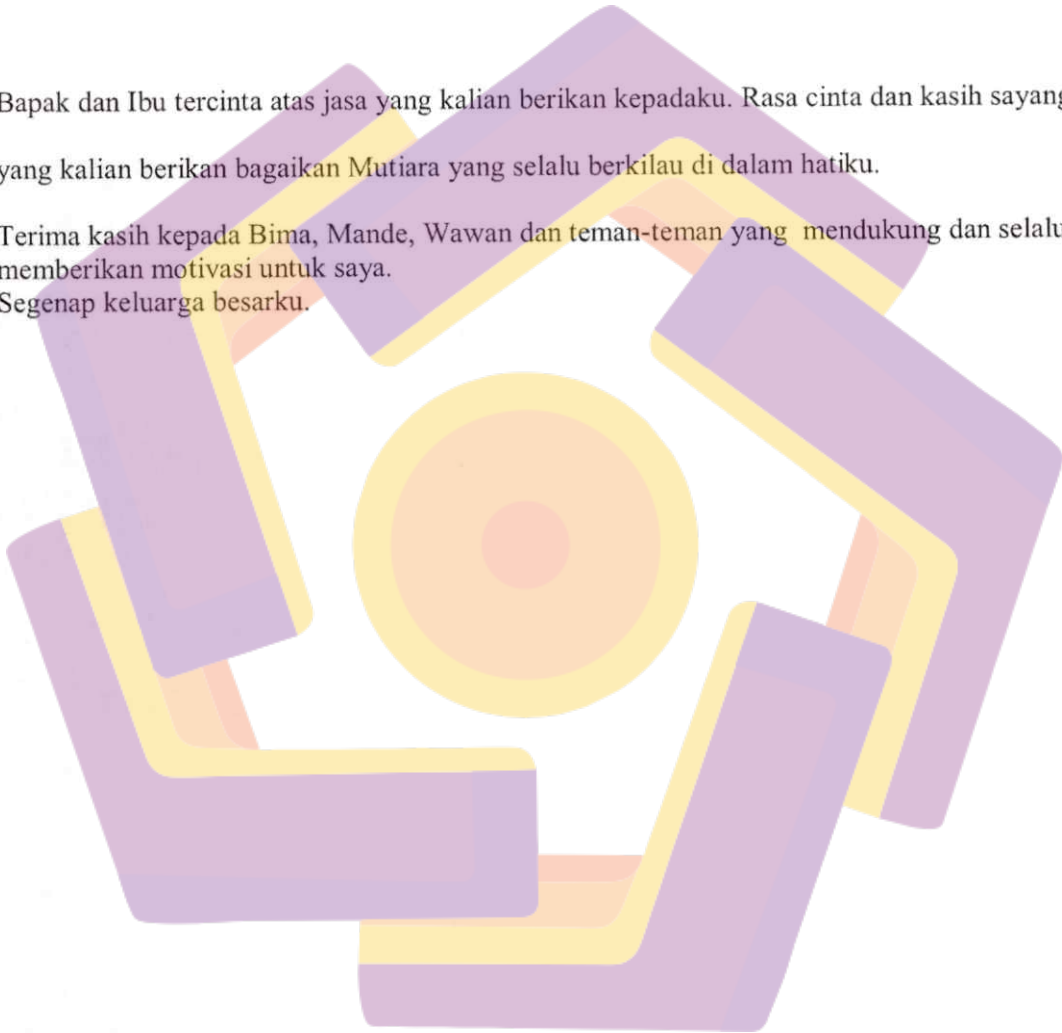 Bapak dan Ibu tercinta atas jasa yang kalian berikan kepadaku. Rasa cinta dan kasih sayang
yang kalian berikan bagaikan Mutiara yang selalu berkilau di dalam hatiku.
Terima kasih kepada Bima, Mande, Wawan dan teman-teman yang  mendukung dan selalu
memberikan motivasi untuk saya.
Segenap keluarga besarku.